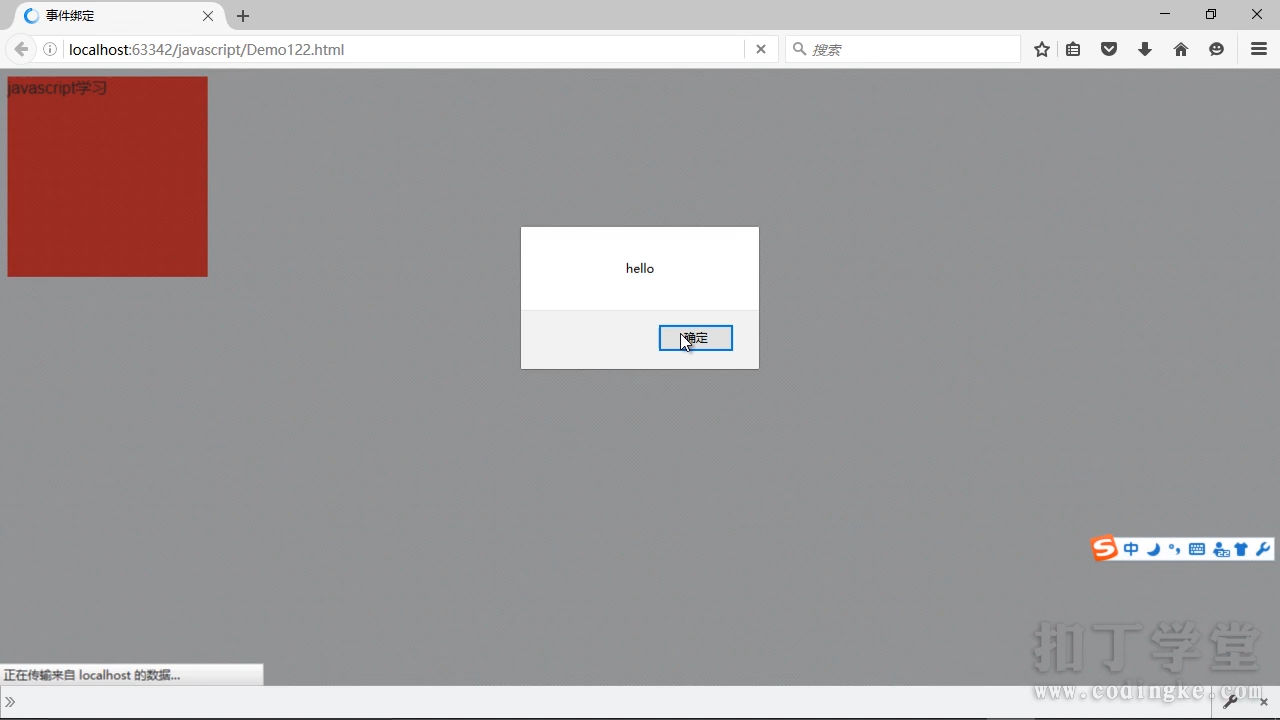 事件绑定
localhost:63342/javascript/Demo122.html
搜索
javascript学习
hello
确定
中
正在传输来自 localhost 的数据...
扣丁学堂
www.codingke.com